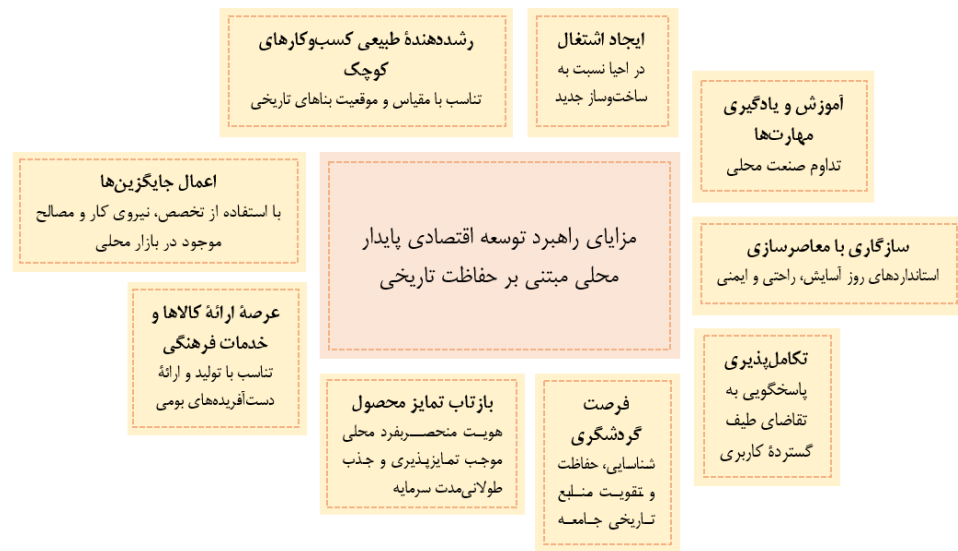 رشددهندهٔ طبیعی کسب‌وکارهای
کوچک
تناسب با مقیاس و موقعیت بناهای تاریخی
ایجاد اشتغال
در احیا نسبت به
ساخت‌وساز جدید
آموزش و یادگیری
مهارت‌ها
تداوم صنعت محلی
سازگاری با معاصرسازی
استانداردهای روز آسایش، راحتی و ایمنی
تکامل‌پذیری
پاسخگویی به
تقاضای طیف
گستردهٔ کاربری
فرصت
گردشگری
شناسایی، حفاظت
و تقویت منابع
تاریخی جامعه
بازتاب تمایز محصول
هویت منحصربفرد محلی
موجب تمایزپذیری و جذب
طولانی‌مدت سرمایه
عرصهٔ ارائهٔ کالاها و
خدمات فرهنگی
تناسب با تولید و ارائهٔ
دست‌آفریده‌های بومی
اعمال جایگزین‌ها
با استفاده از تخصص، نیروی کار و مصالح
موجود در بازار محلی
مزایای راهبرد توسعه اقتصادی پایدار
محلی مبتنی بر حفاظت تاریخی